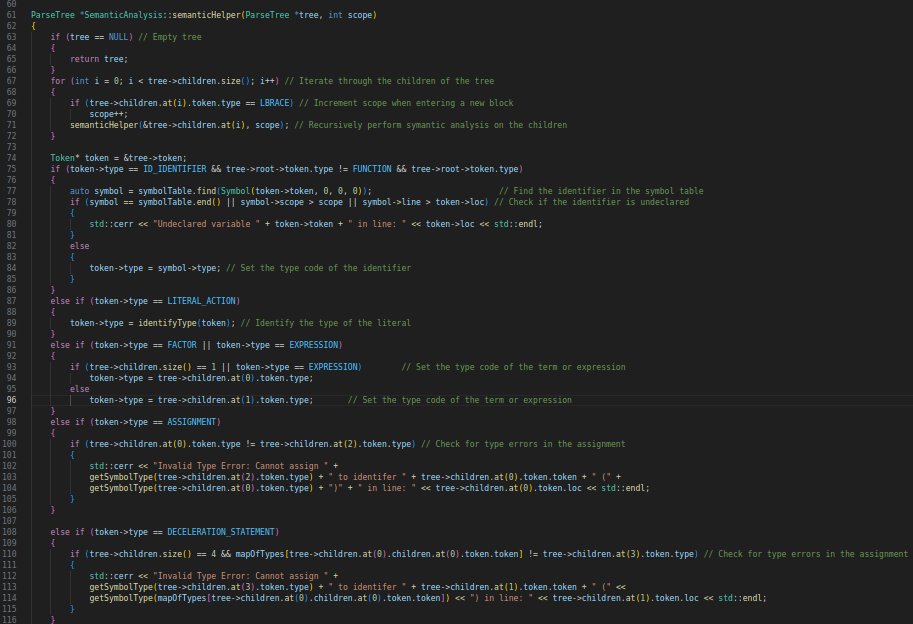 60
61 ParseTree *SemanticAnalysis::semanticHelper(ParseTree *tree, int scope)
62 {
63     if (tree == NULL) // Empty tree
64     {
65         return tree;
66     }
67     for (int i = 0; i < tree->children.size(); i++) // Iterate through the children of the tree
68     {
69         if (tree->children.at(i).token.type == LBRACE) // Increment scope when entering a new block
70             scope++;
71         semanticHelper(&tree->children.at(i), scope); // Recursively perform symantic analysis on the children
72     }
73
74     Token* token = &tree->token;
75     if (token->type == ID_IDENTIFIER && tree->root->token.type != FUNCTION && tree->root->token.type)
76     {
77         auto symbol = symbolTable.find(Symbol(token->token, 0, 0, 0)); // Find the identifier in the symbol table
78         if (symbol == symbolTable.end() || symbol->scope > scope || symbol->line > token->loc) // Check if the identifier is undeclared
79         {
80             std::cerr << "Undeclared variable " + token->token + " in line: " << token->loc << std::endl;
81         }
82         else
83         {
84             token->type = symbol->type; // Set the type code of the identifier
85         }
86     }
87     else if (token->type == LITERAL_ACTION)
88     {
89         token->type = identifyType(token); // Identify the type of the literal
90     }
91     else if (token->type == FACTOR || token->type == EXPRESSION)
92     {
93         if (tree->children.size() == 1 || token->type == EXPRESSION) // Set the type code of the term or expression
94             token->type = tree->children.at(0).token.type;
95         else
96             token->type = tree->children.at(1).token.type; // Set the type code of the term or expression
97     }
98     else if (token->type == ASSIGNMENT)
99     {
100         if (tree->children.at(0).token.type != tree->children.at(2).token.type) // Check for type errors in the assignment
101         {
102             std::cerr << "Invalid Type Error: Cannot assign " +
103             getSymbolType(tree->children.at(2).token.type) + " to identifer " + tree->children.at(0).token.token + " (" +
104             getSymbolType(tree->children.at(0).token.type) + ")" + " in line: " << tree->children.at(0).token.loc << std::endl;
105         }
106     }
107
108     else if (token->type == DECELERATION_STATEMENT)
109     {
110         if (tree->children.size() == 4 && mapOfTypes[tree->children.at(0).children.at(0).token.token] != tree->children.at(3).token.type) // Check for type errors in the assignment
111         {
112             std::cerr << "Invalid Type Error: Cannot assign " +
113             getSymbolType(tree->children.at(3).token.type) + " to identifer " + tree->children.at(1).token.token + " (" <<
114             getSymbolType(mapOfTypes[tree->children.at(0).children.at(0).token.token]) << ") in line: " << tree->children.at(1).token.loc << std::endl;
115         }
116     }